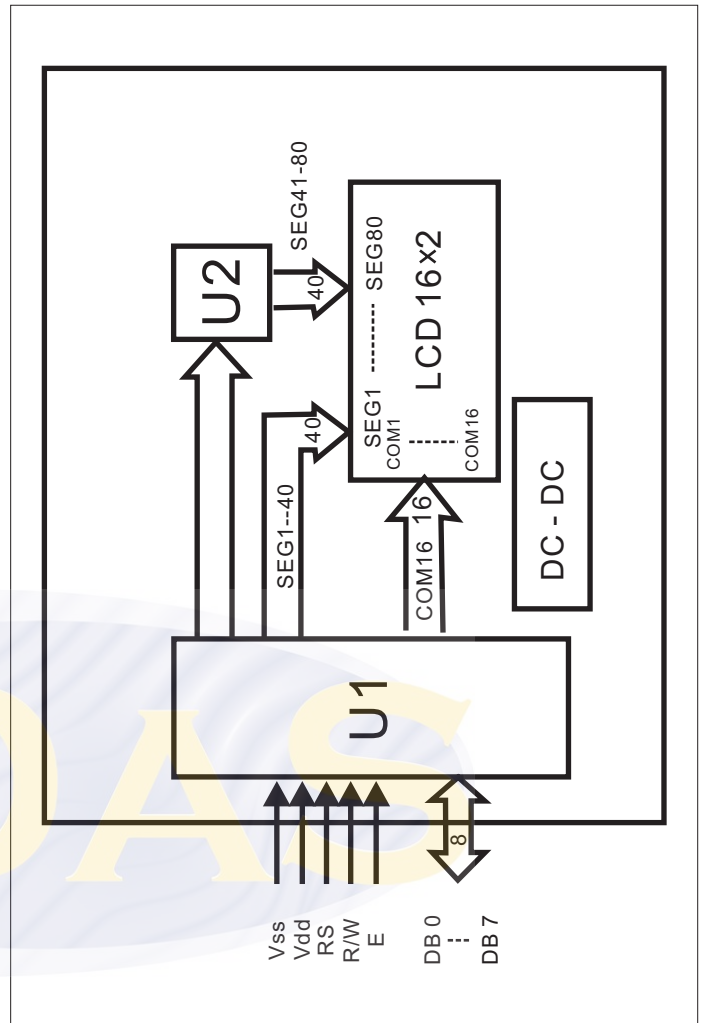 U2
SEG41-80
40
SEG1--40
40
SEG1 ---------- SEG80
COM1
--------
COM16
LCD 16×2
COM16 16
U1
DC - DC
Vss
Vdd
RS
R/W
E
8
DB 0
----
DB 7